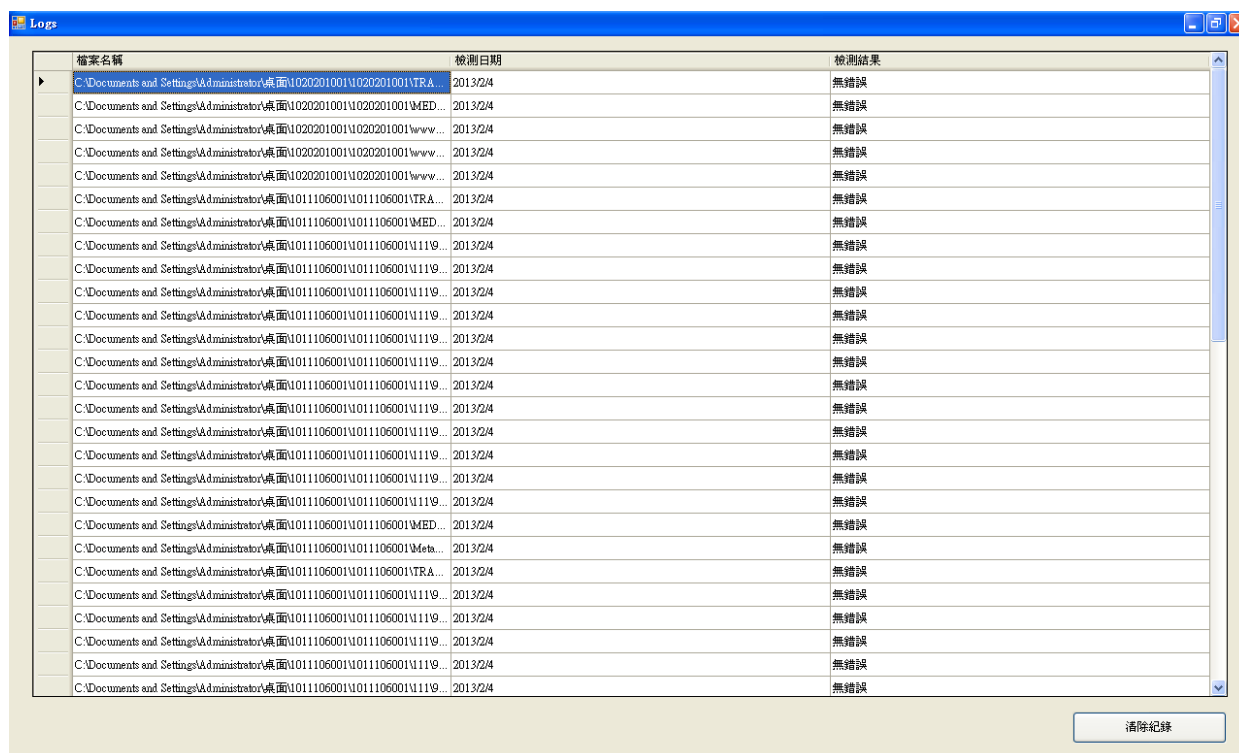 Logs
檔案名稱 檢測日期 檢測結果
C:\Documents and Settings\Administrator\桌面\1020201001\1020201001\TRA... 2013/2/4 無錯誤
C:\Documents and Settings\Administrator\桌面\1020201001\1020201001\MED... 2013/2/4 無錯誤
C:\Documents and Settings\Administrator\桌面\1020201001\1020201001\www... 2013/2/4 無錯誤
C:\Documents and Settings\Administrator\桌面\1020201001\1020201001\www... 2013/2/4 無錯誤
C:\Documents and Settings\Administrator\桌面\1020201001\1020201001\www... 2013/2/4 無錯誤
C:\Documents and Settings\Administrator\桌面\1011106001\1011106001\TRA... 2013/2/4 無錯誤
C:\Documents and Settings\Administrator\桌面\1011106001\1011106001\MED... 2013/2/4 無錯誤
C:\Documents and Settings\Administrator\桌面\1011106001\1011106001\111\9... 2013/2/4 無錯誤
C:\Documents and Settings\Administrator\桌面\1011106001\1011106001\111\9... 2013/2/4 無錯誤
C:\Documents and Settings\Administrator\桌面\1011106001\1011106001\111\9... 2013/2/4 無錯誤
C:\Documents and Settings\Administrator\桌面\1011106001\1011106001\111\9... 2013/2/4 無錯誤
C:\Documents and Settings\Administrator\桌面\1011106001\1011106001\111\9... 2013/2/4 無錯誤
C:\Documents and Settings\Administrator\桌面\1011106001\1011106001\111\9... 2013/2/4 無錯誤
C:\Documents and Settings\Administrator\桌面\1011106001\1011106001\111\9... 2013/2/4 無錯誤
C:\Documents and Settings\Administrator\桌面\1011106001\1011106001\111\9... 2013/2/4 無錯誤
C:\Documents and Settings\Administrator\桌面\1011106001\1011106001\111\9... 2013/2/4 無錯誤
C:\Documents and Settings\Administrator\桌面\1011106001\1011106001\111\9... 2013/2/4 無錯誤
C:\Documents and Settings\Administrator\桌面\1011106001\1011106001\111\9... 2013/2/4 無錯誤
C:\Documents and Settings\Administrator\桌面\1011106001\1011106001\111\9... 2013/2/4 無錯誤
C:\Documents and Settings\Administrator\桌面\1011106001\1011106001\MED... 2013/2/4 無錯誤
C:\Documents and Settings\Administrator\桌面\1011106001\1011106001\Meta... 2013/2/4 無錯誤
C:\Documents and Settings\Administrator\桌面\1011106001\1011106001\TRA... 2013/2/4 無錯誤
C:\Documents and Settings\Administrator\桌面\1011106001\1011106001\111\9... 2013/2/4 無錯誤
C:\Documents and Settings\Administrator\桌面\1011106001\1011106001\111\9... 2013/2/4 無錯誤
C:\Documents and Settings\Administrator\桌面\1011106001\1011106001\111\9... 2013/2/4 無錯誤
C:\Documents and Settings\Administrator\桌面\1011106001\1011106001\111\9... 2013/2/4 無錯誤
C:\Documents and Settings\Administrator\桌面\1011106001\1011106001\111\9... 2013/2/4 無錯誤
清除紀錄